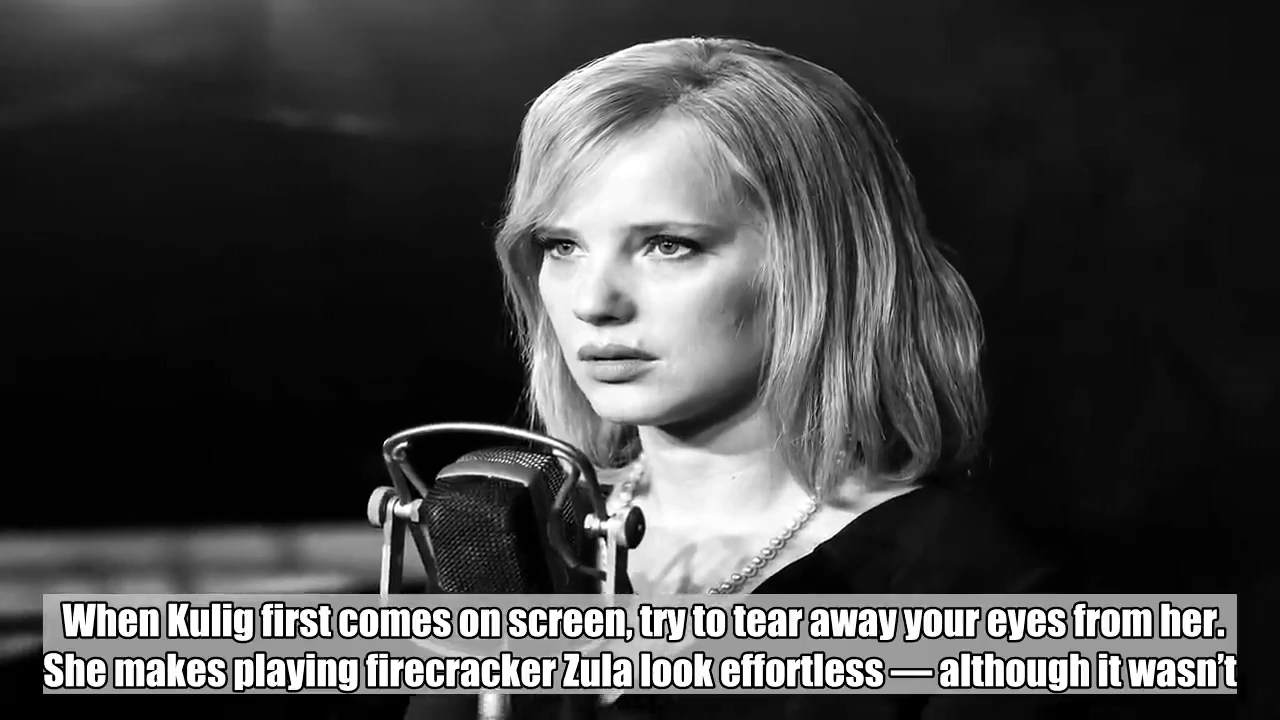 When Kulig first comes on screen, try to tear away your eyes from her.
She makes playing firecracker Zula look effortless — although it wasn’t